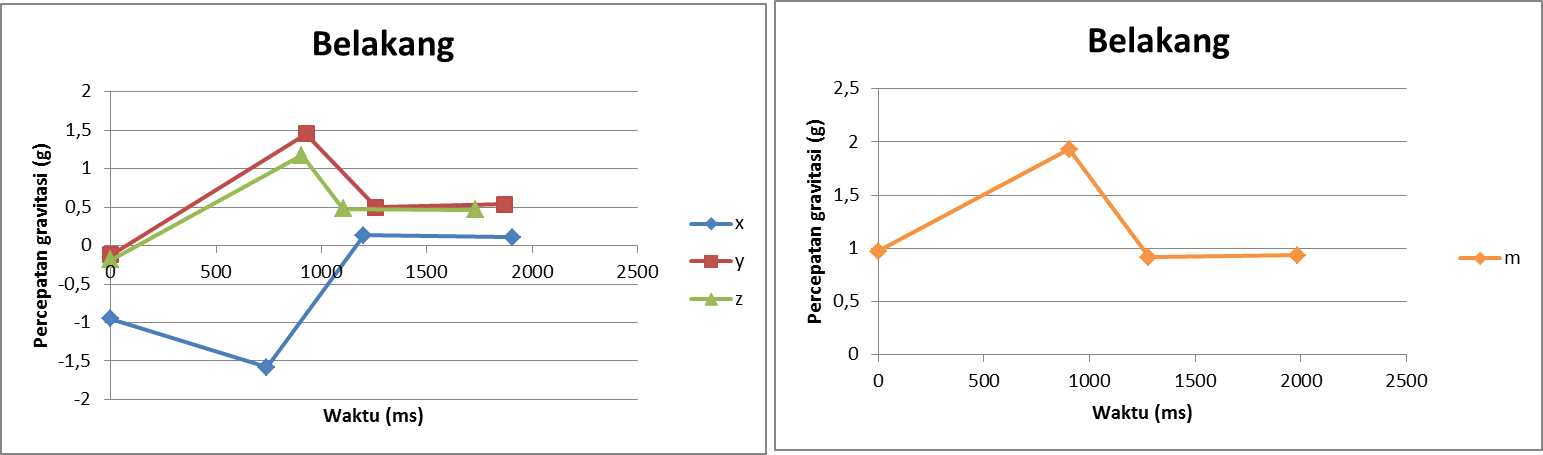 Belakang
Percepatan gravitasi (g)
2
1,5
1
0,5
0
-0,5
-1
-1,5
-2
0 500 1000 1500 2000 2500
Waktu (ms)
x
y
z
Belakang
Percepatan gravitasi (g)
2,5
2
1,5
1
0,5
0
0 500 1000 1500 2000 2500
Waktu (ms)
m